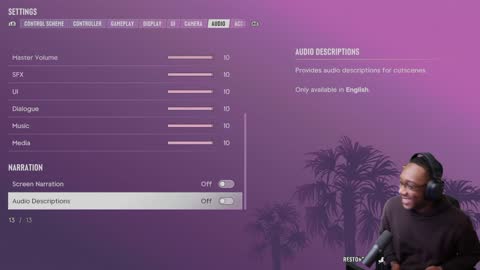 SETTINGS
CONTROL SCHEME CONTROLLER GAMEPLAY DISPLAY UI CAMERA AUDIO
Master Volume 10
SFX 10
UI 10
Dialogue 10
Music 10
Media 10
NARRATION
Screen Narration Off
Audio Descriptions Off
13 / 13
AUDIO DESCRIPTIONS
Provides audio descriptions for cutscenes.
Only available in English.